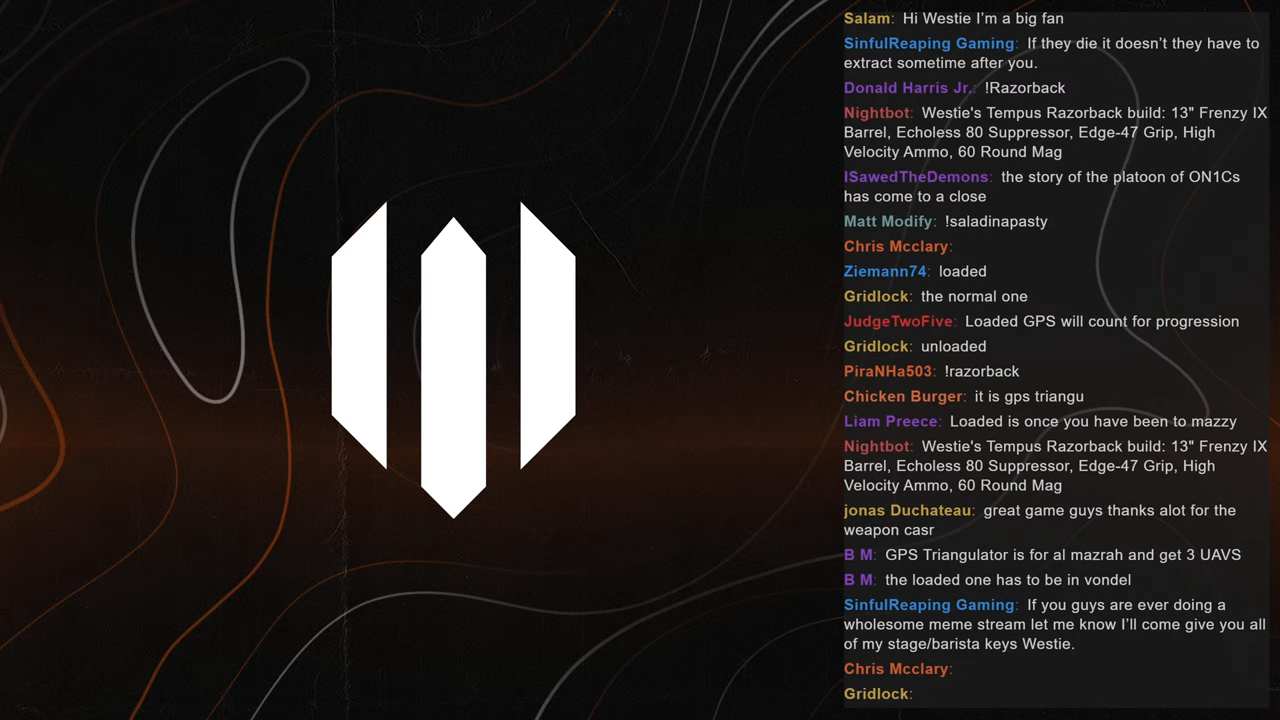 Salam: Hi Westie I’m a big fan
SinfulReaping Gaming: If they die it doesn’t they have to
extract sometime after you.
Donald Harris Jr.: !Razorback
Nightbot: Westie's Tempus Razorback build: 13" Frenzy IX
Barrel, Echoless 80 Suppressor, Edge-47 Grip, High
Velocity Ammo, 60 Round Mag
ISawedTheDemons: the story of the platoon of ON1Cs
has come to a close
Matt Modify: !saladinapasty
Chris Mcclary:
Ziemann74: loaded
Gridlock: the normal one
JudgeTwoFive: Loaded GPS will count for progression
Gridlock: unloaded
PiraNHa503: !razorback
Chicken Burger: it is gps triangu
Liam Preece: Loaded is once you have been to mazzy
Nightbot: Westie's Tempus Razorback build: 13" Frenzy IX
Barrel, Echoless 80 Suppressor, Edge-47 Grip, High
Velocity Ammo, 60 Round Mag
jonas Duchateau: great game guys thanks alot for the
weapon casr
B M: GPS Triangulator is for al mazrah and get 3 UAVS
B M: the loaded one has to be in vondel
SinfulReaping Gaming: If you guys are ever doing a
wholesome meme stream let me know I’ll come give you all
of my stage/barista keys Westie.
Chris Mcclary:
Gridlock: